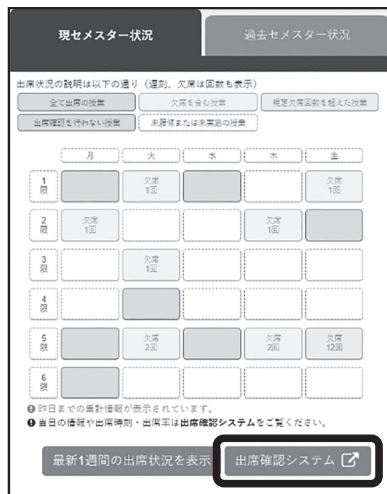 現セメスター状況 過去セメスター状況
出席状況の説明は以下の通り（遅刻、欠席は回数も表示）
全て出席の授業 欠席を含む授業 規定欠席回数を超えた授業
出席確認を行わない授業 未履修または未実施の授業
月 火 水 木 金
1限 欠席1回 欠席1回
2限 欠席1回 欠席1回
3限 欠席1回
4限
5限 欠席2回 欠席2回 欠席12回
6限
❶昨日までの集計情報が表示されています。
❶当日の情報や出席時刻・出席率は出席確認システムをご覧ください。
最新1週間の出席状況を表示 出席確認システム